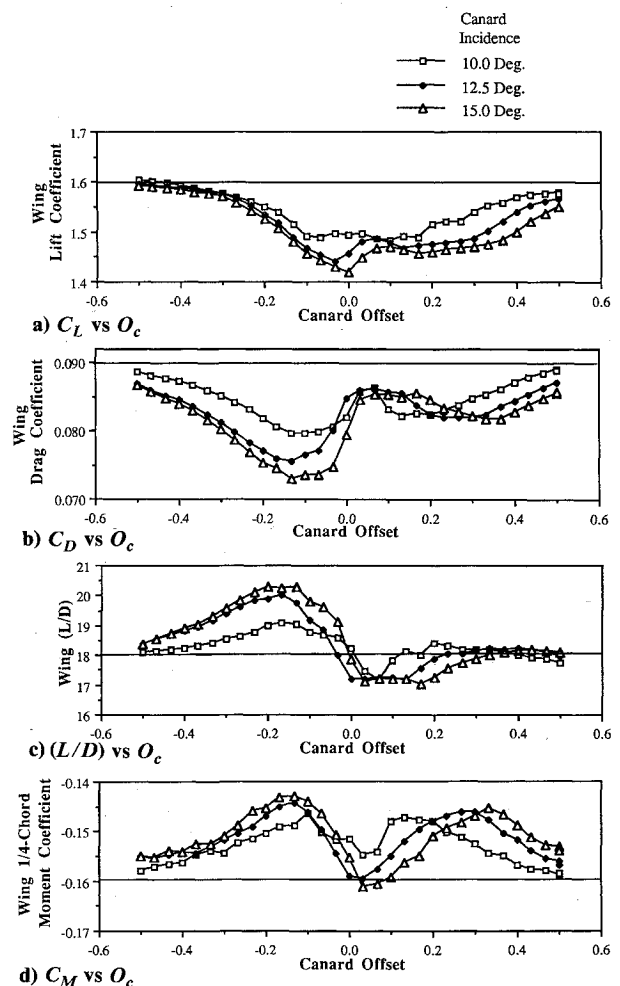 Canard
Incidence
10.0 Deg.
12.5 Deg.
15.0 Deg.
Wing
Lift Coefficient
1.7
1.6
1.5
1.4
-0.6 -0.4 -0.2 0.0 0.2 0.4 0.6
Canard Offset
a) C_L vs O_c
Wing
Drag Coefficient
0.090
0.080
0.070
-0.6 -0.4 -0.2 0.0 0.2 0.4 0.6
Canard Offset
b) C_D vs O_c
Wing (L/D)
21
20
19
18
17
16
-0.6 -0.4 -0.2 0.0 0.2 0.4 0.6
Canard Offset
c) (L/D) vs O_c
Wing 1/4-Chord
Moment Coefficient
-0.14
-0.15
-0.16
-0.17
-0.6 -0.4 -0.2 0.0 0.2 0.4 0.6
Canard Offset
d) C_M vs O_c